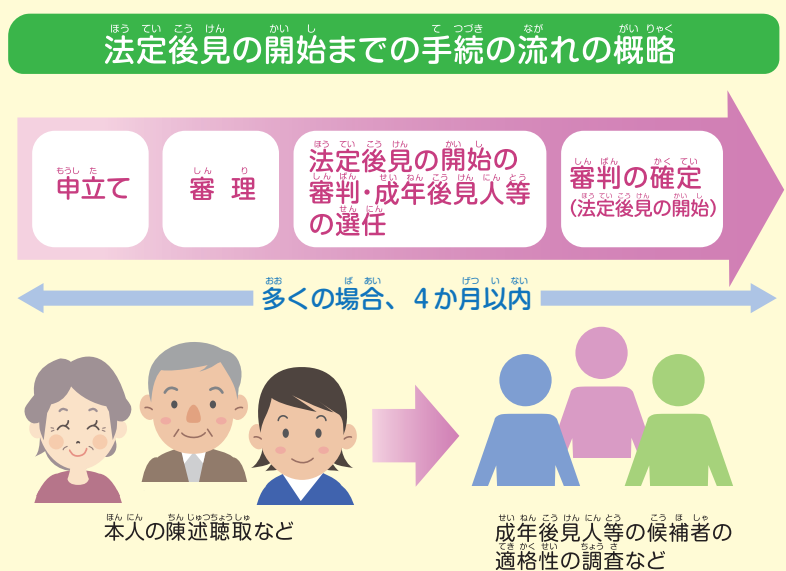 法定後見の開始までの手続の流れの概略
申立て
審理
法定後見の開始の
審判・成年後見人等
の選任
審判の確定
(法定後見の開始)
多くの場合、4か月以内
本人の陳述聴取など
成年後見人等の候補者の
適格性の調査など